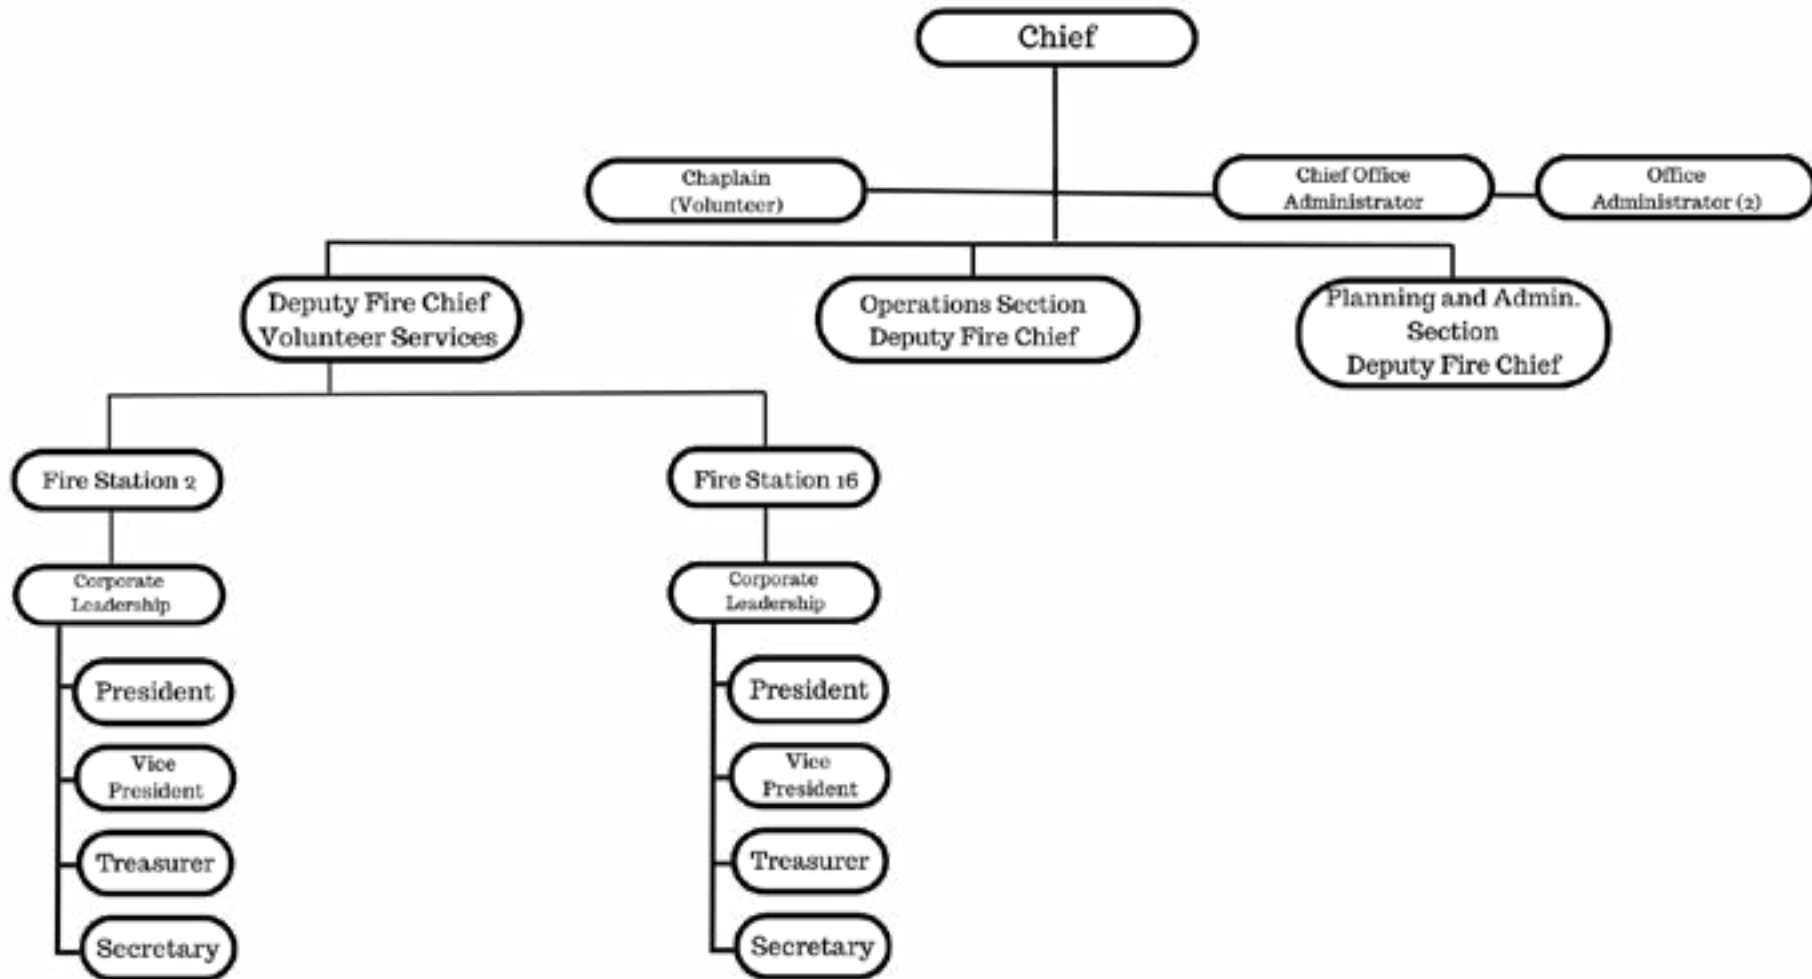 Chief
Chaplain
(Volunteer)
Chief Office
Administrator
Office
Administrator (2)
Deputy Fire Chief
Volunteer Services
Operations Section
Deputy Fire Chief
Planning and Admin.
Section
Deputy Fire Chief
Fire Station 2
Fire Station 16
Corporate
Leadership
Corporate
Leadership
President
President
Vice
President
Vice
President
Treasurer
Treasurer
Secretary
Secretary